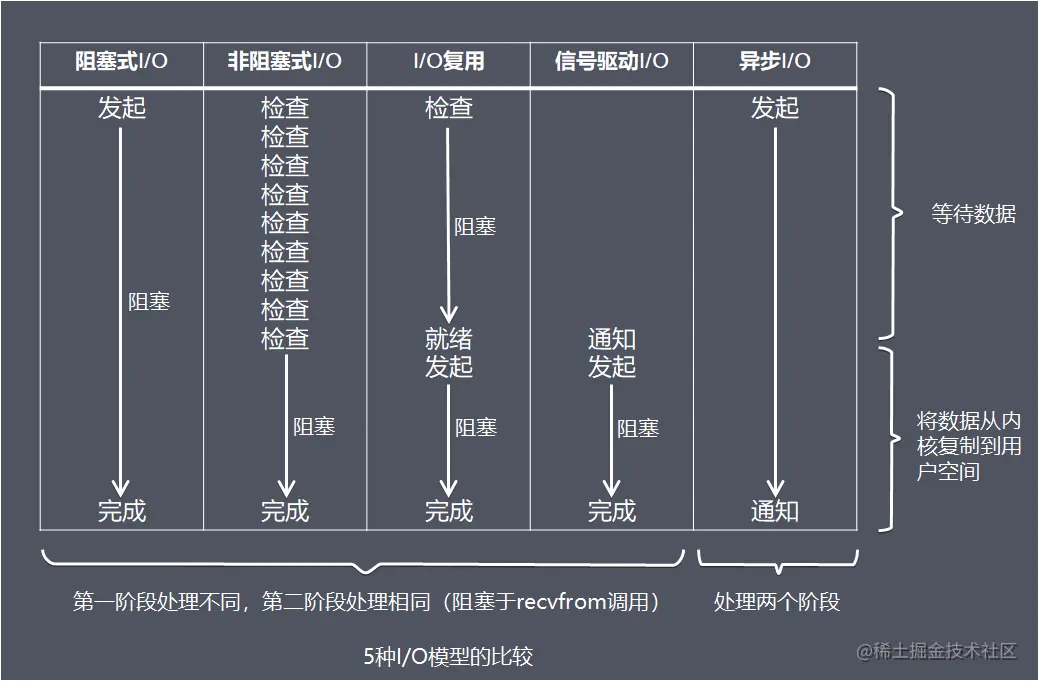 阻塞式I/O 非阻塞式I/O I/O复用 信号驱动I/O 异步I/O
发起 检查 检查 发起
检查
检查
检查
检查
检查
检查
检查
检查 就绪 通知
发起 发起
阻塞
阻塞
阻塞 阻塞 阻塞
完成 完成 完成 完成 通知
等待数据
将数据从内
核复制到用
户空间
第一阶段处理不同，第二阶段处理相同（阻塞于recvfrom调用） 处理两个阶段
5种I/O模型的比较
@稀土掘金技术社区